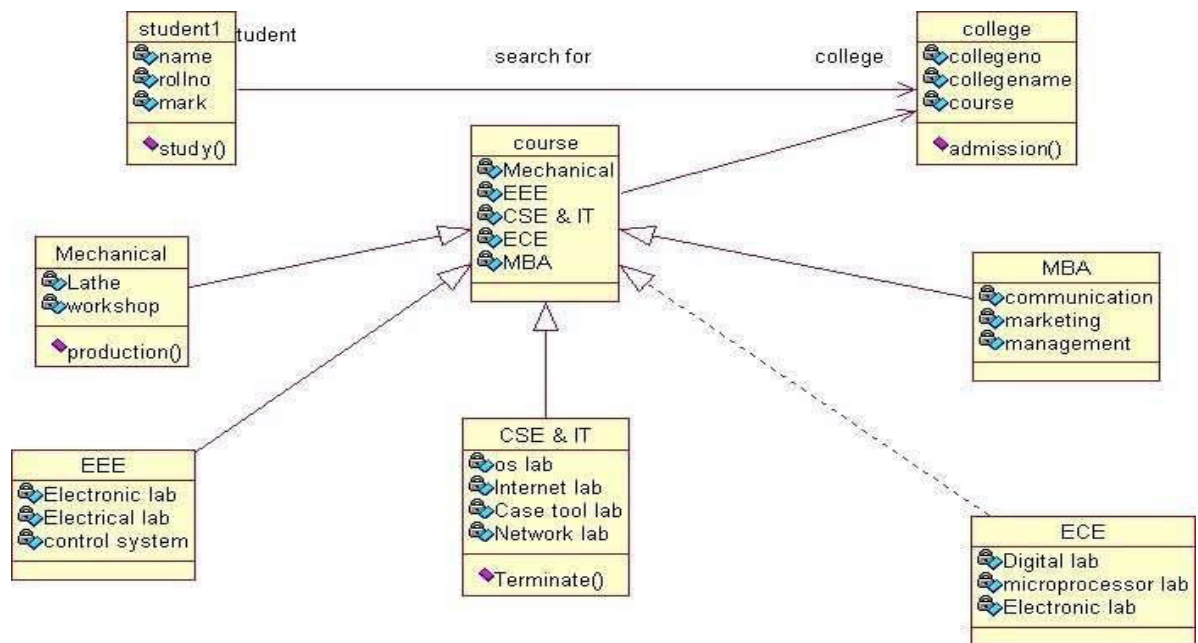 student1
tudent
name
rollno
mark
study()
search for
college
college
collegeno
collegename
course
admission()
course
Mechanical
EEE
CSE & IT
ECE
MBA
Mechanical
Lathe
workshop
production()
MBA
communication
marketing
management
EEE
Electronic lab
Electrical lab
control system
CSE & IT
os lab
Internet lab
Case tool lab
Network lab
Terminate()
ECE
Digital lab
microprocessor lab
Electronic lab